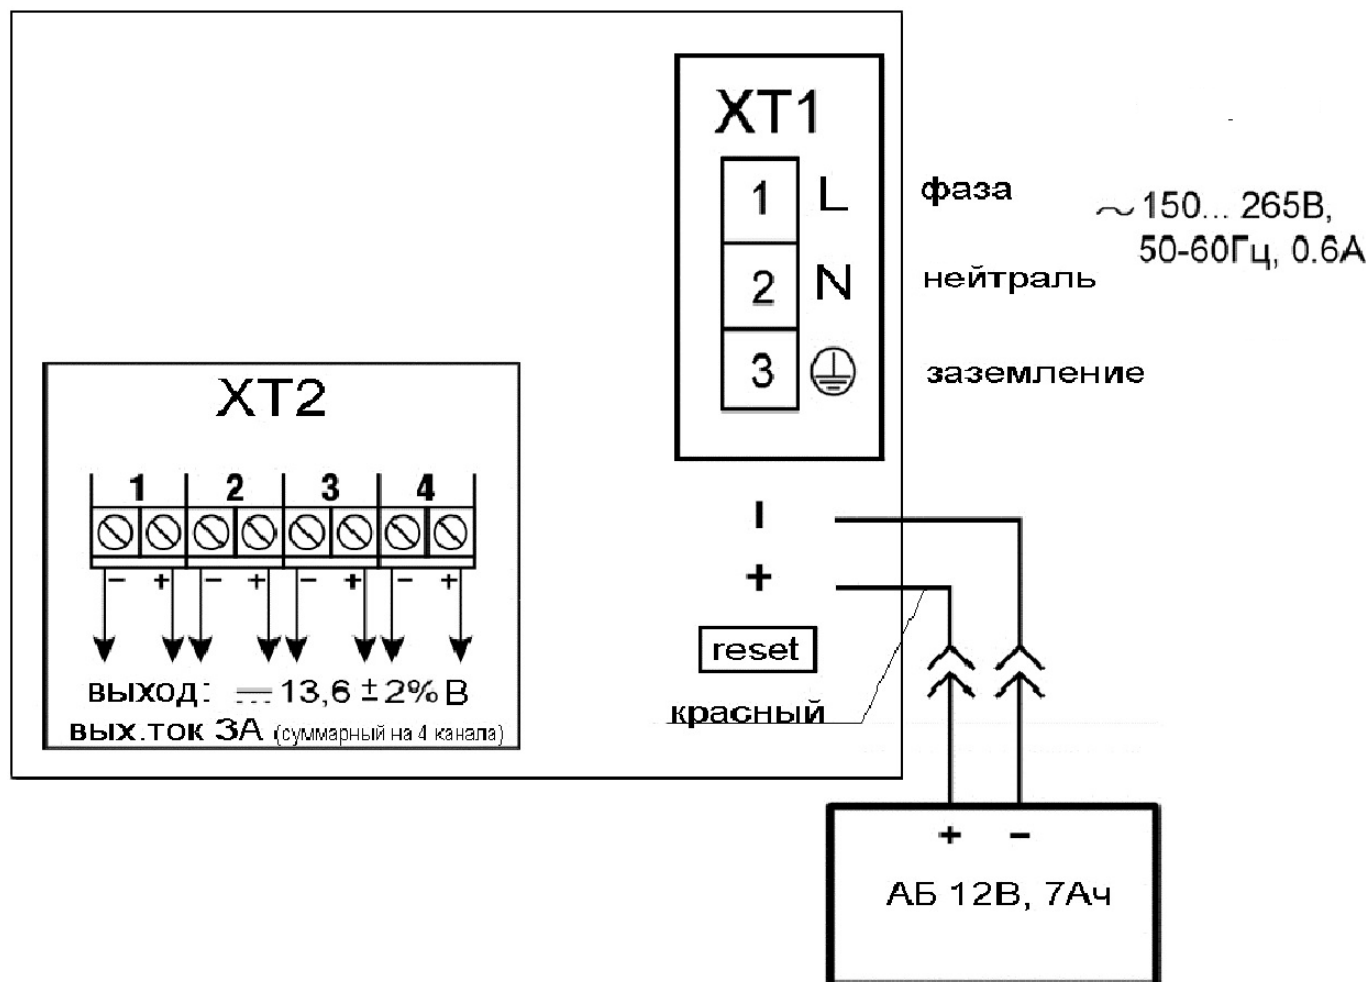 XT1
1 L фаза
~ 150... 265В,
50-60Гц, 0.6А
2 N нейтраль
3 заземление
XT2
1 2 3 4
- + - + - + - +
выход: 13,6 ± 2% В
вых.ток 3А (суммарный на 4 канала)
-
+
reset
красный
+ -
АБ 12В, 7Ач